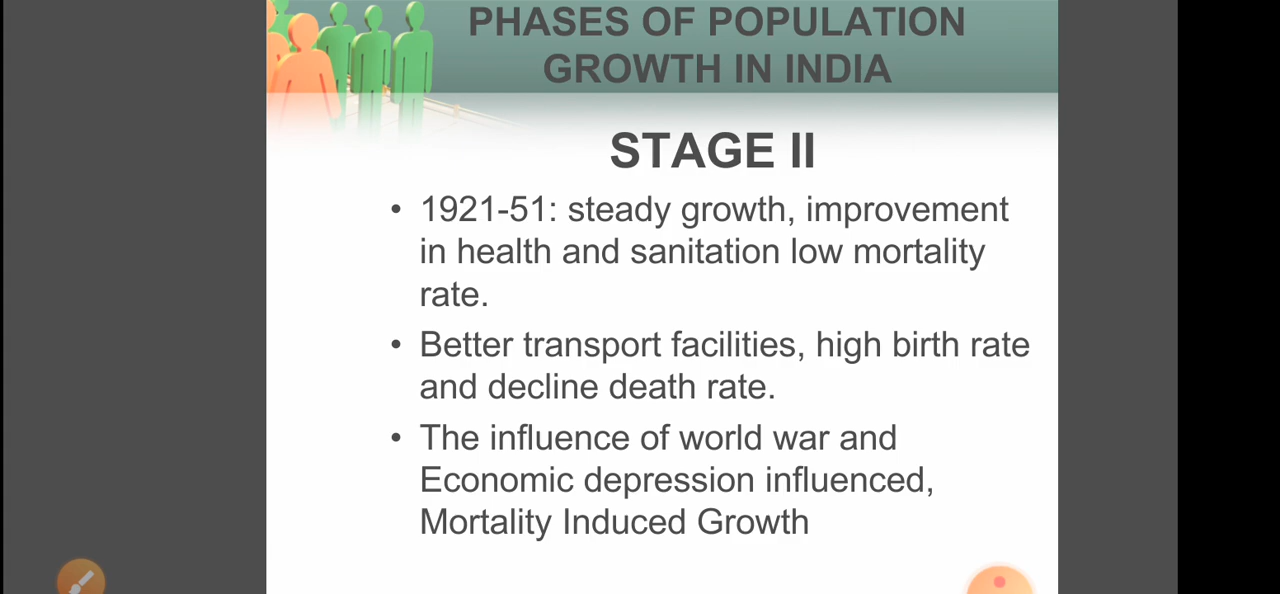 PHASES OF POPULATION
GROWTH IN INDIA
STAGE II
• 1921-51: steady growth, improvement
in health and sanitation low mortality
rate.
• Better transport facilities, high birth rate
and decline death rate.
• The influence of world war and
Economic depression influenced,
Mortality Induced Growth